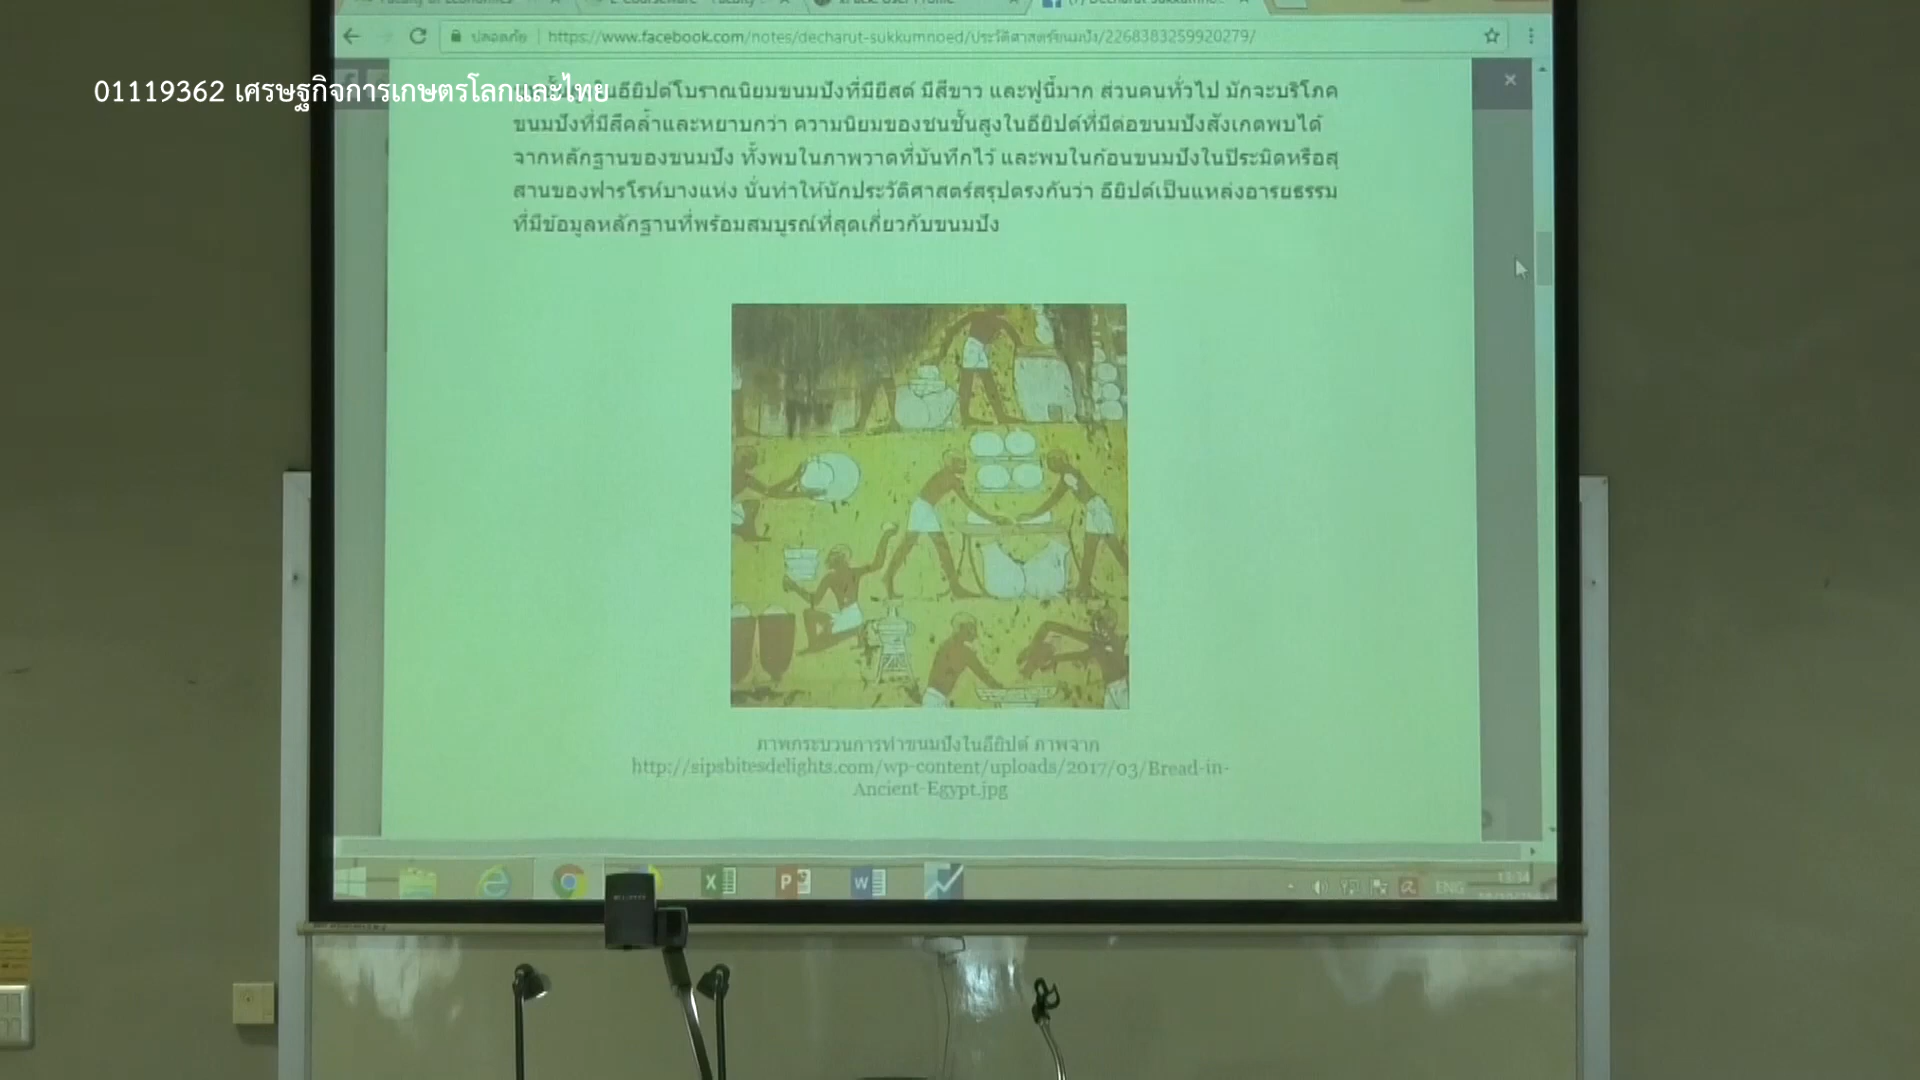 https://www.facebook.com/notes/decharut-sukkumnoed/ประวัติศาสตร์ขนมปัง/2268383259920279/
01119362 เศรษฐกิจการเกษตรโลกและไทย
อียิปต์โบราณนิยมขนมปังที่มียีสต์ มีสีขาว และฟูนี้มาก ส่วนคนทั่วไป มักจะบริโภค
ขนมปังที่มีสีคล้ำและหยาบกว่า ความนิยมของชนชั้นสูงในอียิปต์ที่มีต่อขนมปังสังเกตพบได้
จากหลักฐานของขนมปัง ทั้งพบในภาพวาดที่บันทึกไว้ และพบในก้อนขนมปังในปิระมิดหรือสุ
สานของฟาร์โรห์บางแห่ง นั่นทำให้นักประวัติศาสตร์สรุปตรงกันว่า อียิปต์เป็นแหล่งอารยธรรม
ที่มีข้อมูลหลักฐานที่พร้อมสมบูรณ์ที่สุดเกี่ยวกับขนมปัง
ภาพกระบวนการทำขนมปังในอียิปต์ ภาพจาก
http://sipsbitesdelights.com/wp-content/uploads/2017/03/Bread-in-
Ancient-Egypt.jpg
ENG
13:34